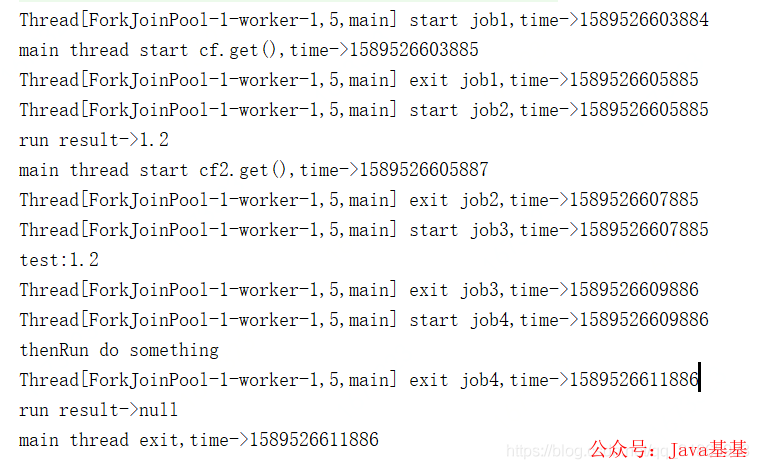 Thread[ForkJoinPool-1-worker-1,5,main] start job1,time->1589526603884
main thread start cf.get(),time->1589526603885
Thread[ForkJoinPool-1-worker-1,5,main] exit job1,time->1589526605885
Thread[ForkJoinPool-1-worker-1,5,main] start job2,time->1589526605885
run result->1.2
main thread start cf2.get(),time->1589526605887
Thread[ForkJoinPool-1-worker-1,5,main] exit job2,time->1589526607885
Thread[ForkJoinPool-1-worker-1,5,main] start job3,time->1589526607885
test:1.2
Thread[ForkJoinPool-1-worker-1,5,main] exit job3,time->1589526609886
Thread[ForkJoinPool-1-worker-1,5,main] start job4,time->1589526609886
thenRun do something
Thread[ForkJoinPool-1-worker-1,5,main] exit job4,time->1589526611886
run result->null
main thread exit,time->1589526611886
https://blog.
公众号：Java基基